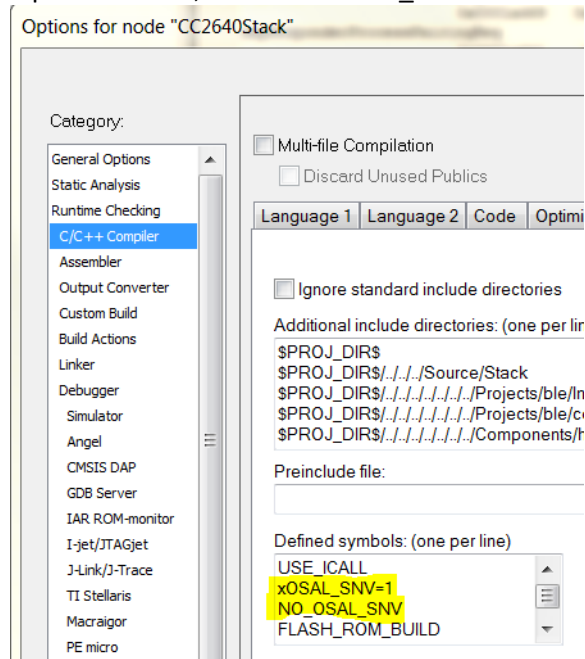 Options for node "CC2640Stack"
Category:
General Options
Static Analysis
Runtime Checking
C/C++ Compiler
Assembler
Output Converter
Custom Build
Build Actions
Linker
Debugger
Simulator
Angel
CMSIS DAP
GDB Server
IAR ROM-monitor
I-jet/JTAGjet
J-Link/J-Trace
TI Stellaris
Macraigor
PE micro
Multi-file Compilation
Discard Unused Publics
Language 1 Language 2 Code Optimi
Ignore standard include directories
Additional include directories: (one per lin
$PROJ_DIR$
$PROJ_DIR$/../../../Source/Stack
$PROJ_DIR$/../../../../../../Projects/ble/In
$PROJ_DIR$/../../../../../../Projects/ble/co
$PROJ_DIR$/../../../../../../Components/h
Preinclude file:
Defined symbols: (one per line)
USE_ICALL
xOSAL_SNV=1
NO_OSAL_SNV
FLASH_ROM_BUILD